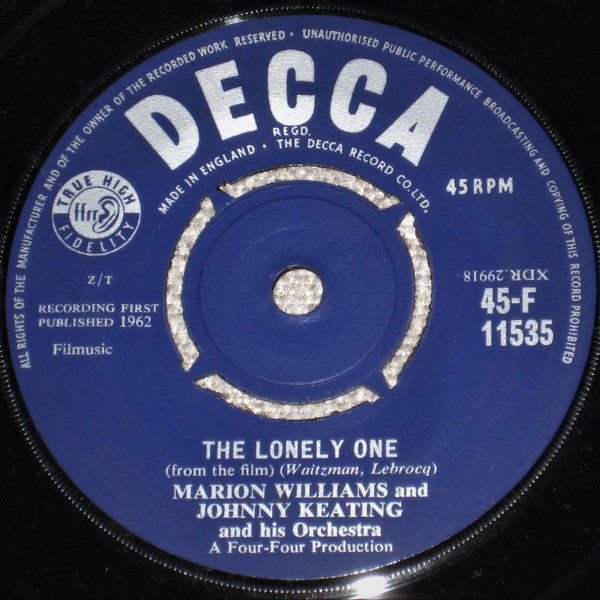 ALL RIGHTS OF THE MANUFACTURER AND OF THE OWNER OF THE RECORDED WORK RESERVED • UNAUTHORISED PUBLIC PERFORMANCE BROADCASTING AND COPYING OF THIS RECORD PROHIBITED
DECCA
REGD.
MADE IN ENGLAND • THE DECCA RECORD CO. LTD.
45 RPM
TRUE HIGH
ffrr
FIDELITY
Z/T
XDR.29918
RECORDING FIRST
PUBLISHED 1962
45-F
11535
Filmusic
THE LONELY ONE
(from the film) (Waitzman, Lebrocq)
MARION WILLIAMS and
JOHNNY KEATING
and his Orchestra
A Four-Four Production